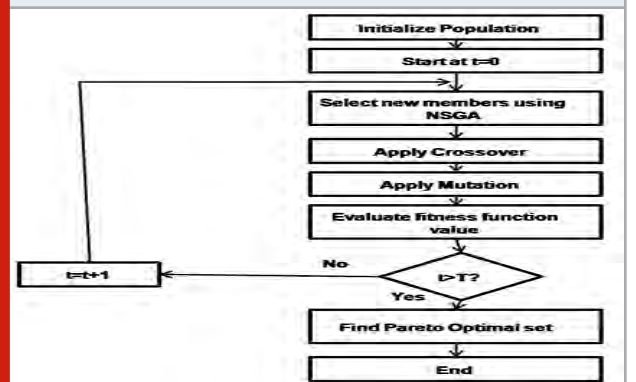 Initialize Population
Start at t=0
Select new members using
NSGA
Apply Crossover
Apply Mutation
Evaluate fitness function
value
t>T?
No
t=t+1
Yes
Find Pareto Optimal set
End